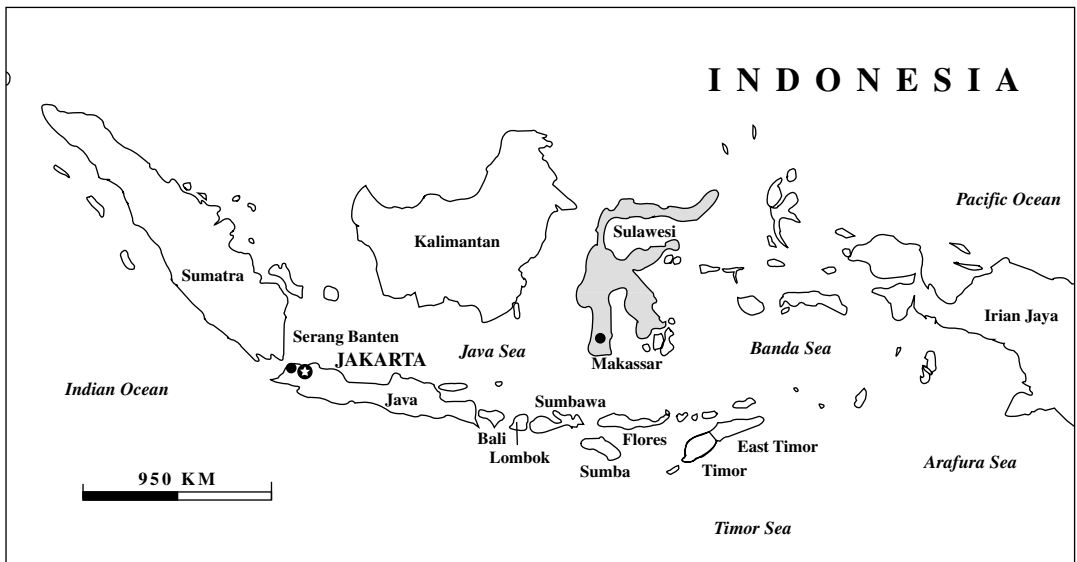 INDONESIA
Pacific Ocean
Sulawesi
Kalimantan
Sumatra
Irian Jaya
Serang Banten
JAKARTA
Java Sea
Banda Sea
Makassar
Indian Ocean
Java
Sumbawa
Bali
Lombok
Flores
East Timor
Sumba
Timor
Arafura Sea
950 KM
Timor Sea